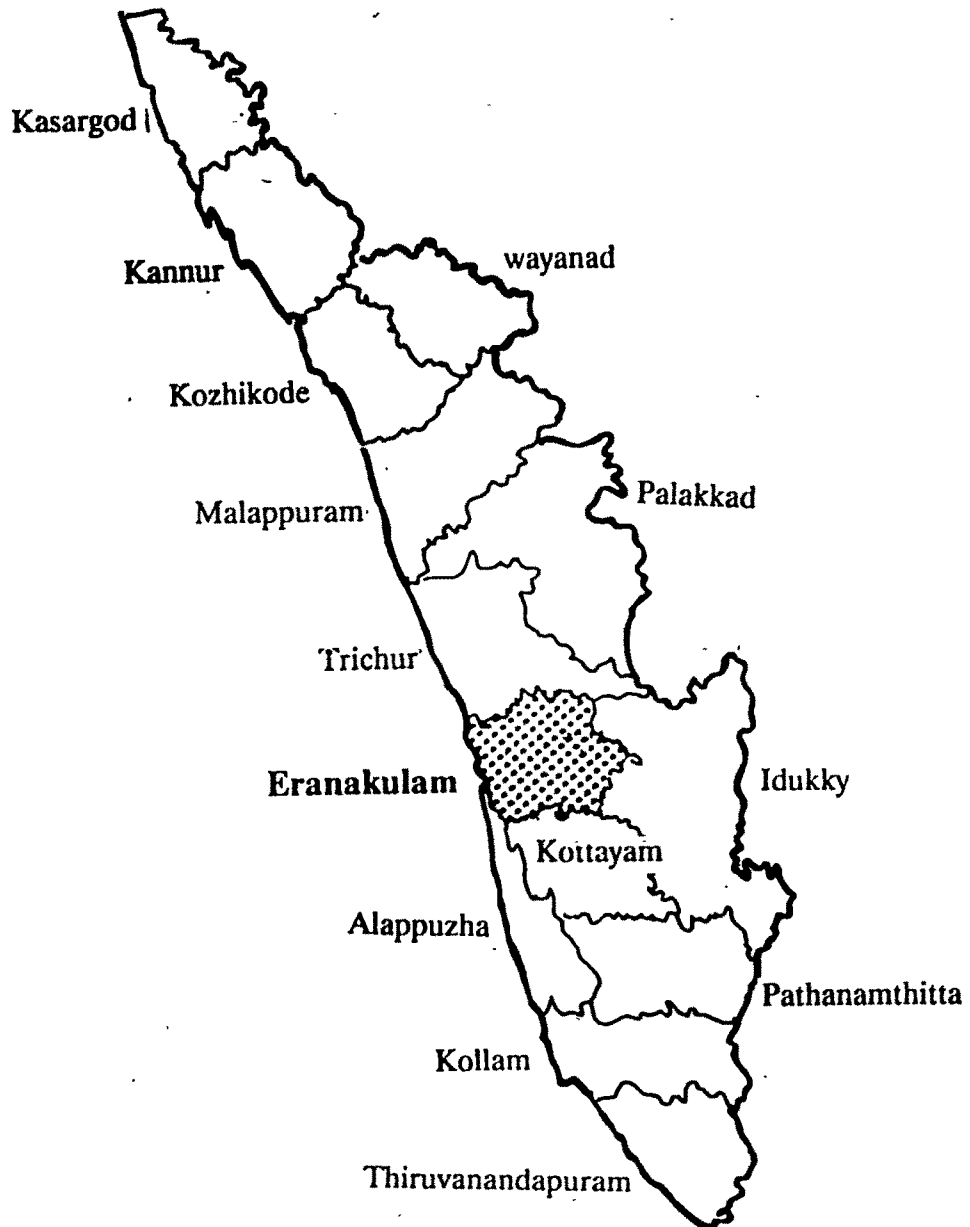 Kasargod
wayanad
Kannur
Kozhikode
Palakkad
Malappuram
Trichur
Eranakulam
Idukky
Kottayam
Alappuzha
Pathanamthitta
Kollam
Thiruvanandapuram